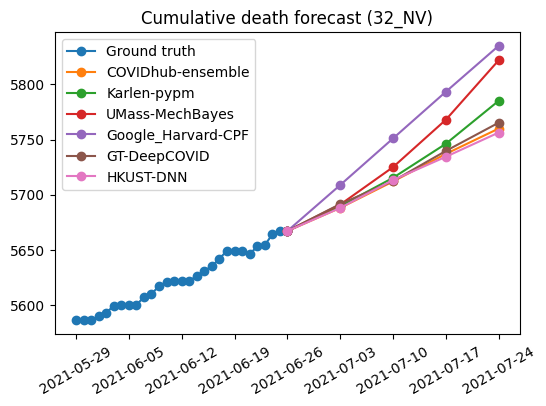 Cumulative death forecast (32_NV)
Ground truth
COVIDhub-ensemble
Karlen-pypm
UMass-MechBayes
Google_Harvard-CPF
GT-DeepCOVID
HKUST-DNN
5800
5750
5700
5650
5600
2021-05-29
2021-06-05
2021-06-12
2021-06-19
2021-06-26
2021-07-03
2021-07-10
2021-07-17
2021-07-24